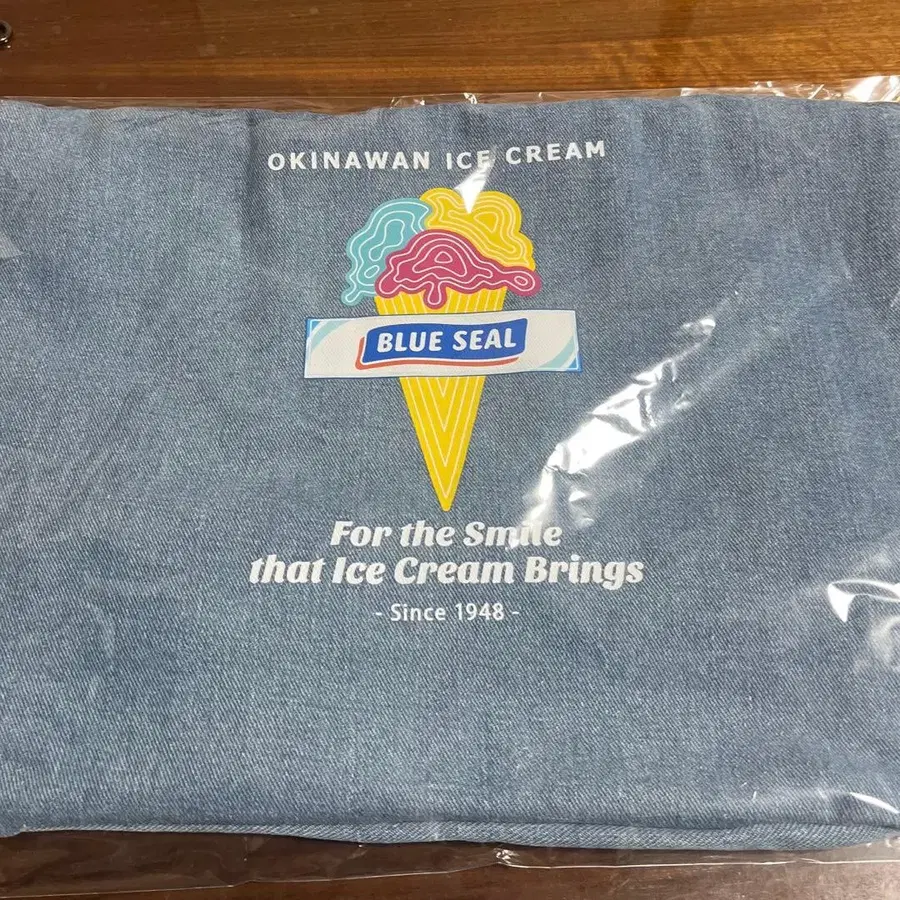 OKINAWAN ICE CREAM
BLUE SEAL
For the Smile
that Ice Cream Brings
- Since 1948 -